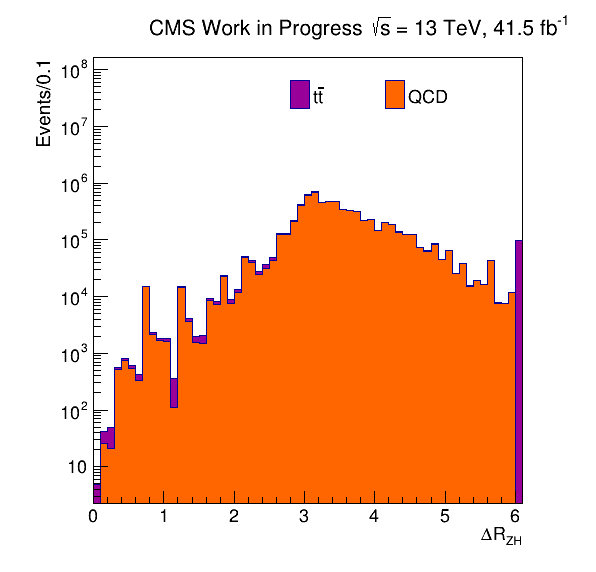 CMS Work in Progress √s = 13 TeV, 41.5 fb⁻¹
Events/0.1
10⁸
10⁷
10⁶
10⁵
10⁴
10³
10²
10
tt̄
QCD
0 1 2 3 4 5 6
ΔR_ZH